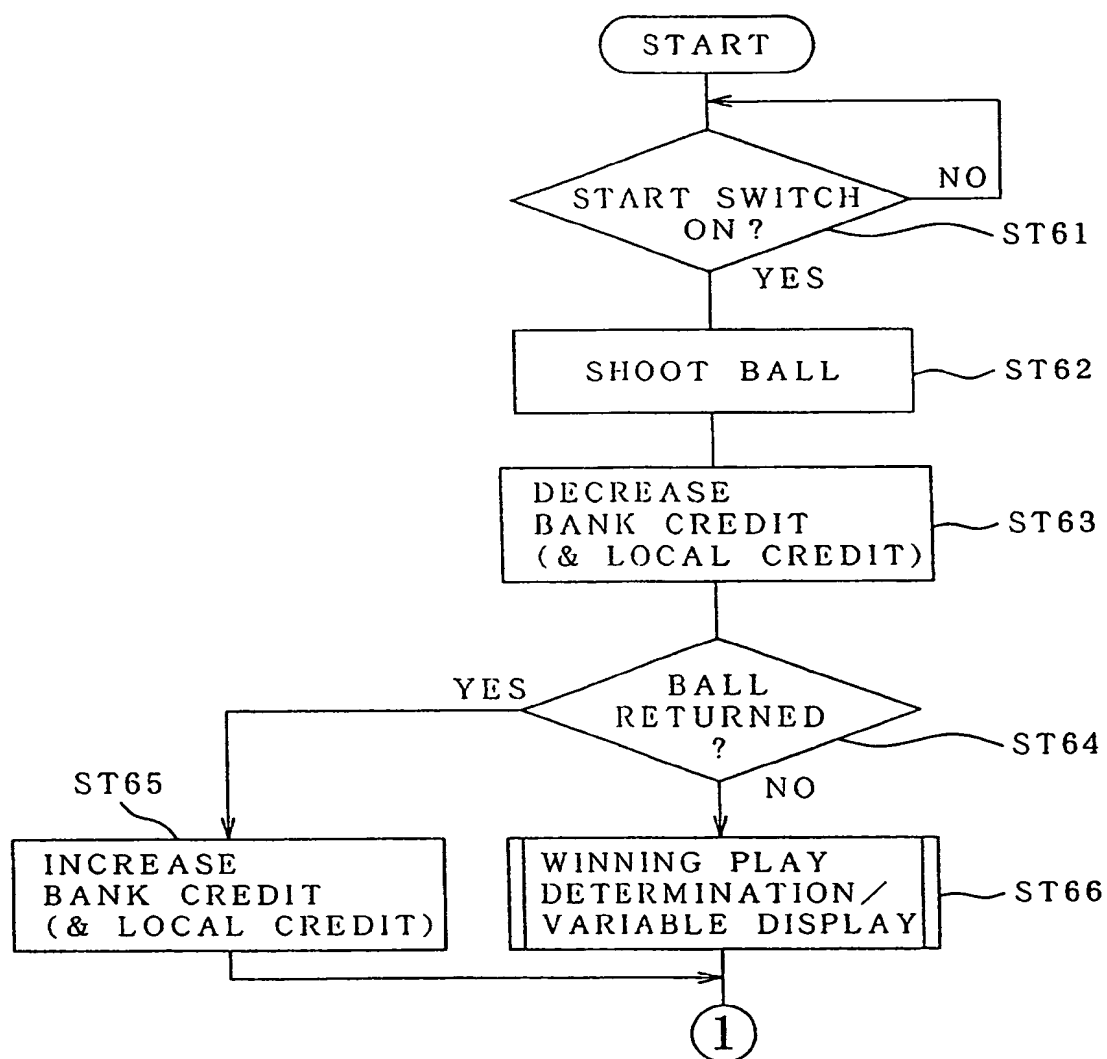 START
START SWITCH
ON?
NO
ST61
YES
SHOOT BALL
ST62
DECREASE
BANK CREDIT
(& LOCAL CREDIT)
ST63
YES
BALL
RETURNED
?
ST64
NO
ST65
INCREASE
BANK CREDIT
(& LOCAL CREDIT)
WINNING PLAY
DETERMINATION/
VARIABLE DISPLAY
ST66
1